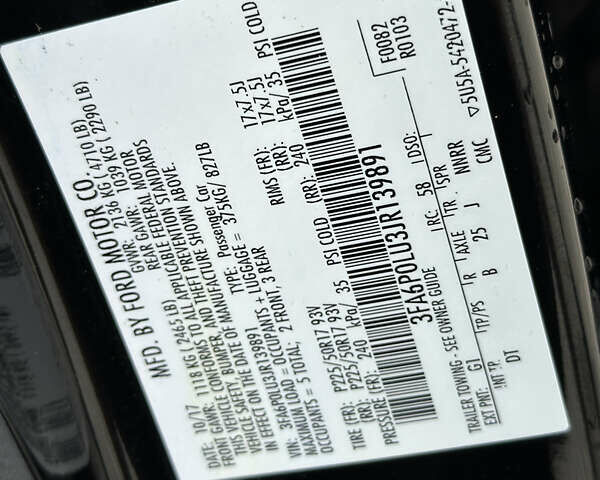 MFD. BY FORD MOTOR CO.
10/17 GVWR: 2136 KG ( 4710 LB)
FRONT GAWR: 1118 KG ( 2465 LB) REAR GAWR: 1039 KG ( 2290 LB)
THIS VEHICLE CONFORMS TO ALL APPLICABLE FEDERAL MOTOR
VEHICLE SAFETY, BUMPER, AND THEFT PREVENTION STANDARDS
IN EFFECT ON THE DATE OF MANUFACTURE SHOWN ABOVE.
VIN: 3FA6P0LU3JR139891 TYPE: Passenger Car
MAXIMUM LOAD = OCCUPANTS + LUGGAGE = 375KG/ 827LB
OCCUPANTS = 5 TOTAL; 2 FRONT, 3 REAR
TIRE (FR): P225/50R17 93V RIMS (FR): 17x7.5J
(RR): P225/50R17 93V (RR): 17x7.5J
PRESSURE (FR): 240 kPa/ 35 PSI COLD (RR): 240 kPa/ 35 PSI COLD
3FA6P0LU3JR139891
F0082
R0103
TRAILER TOWING - SEE OWNER GUIDE
EXT PNT: G1 RC: 58 DSO:
INT TR TP/PS R AXLE TR SPR
DT B 25 J NNRR
CMC
▽5U5A-5420472-